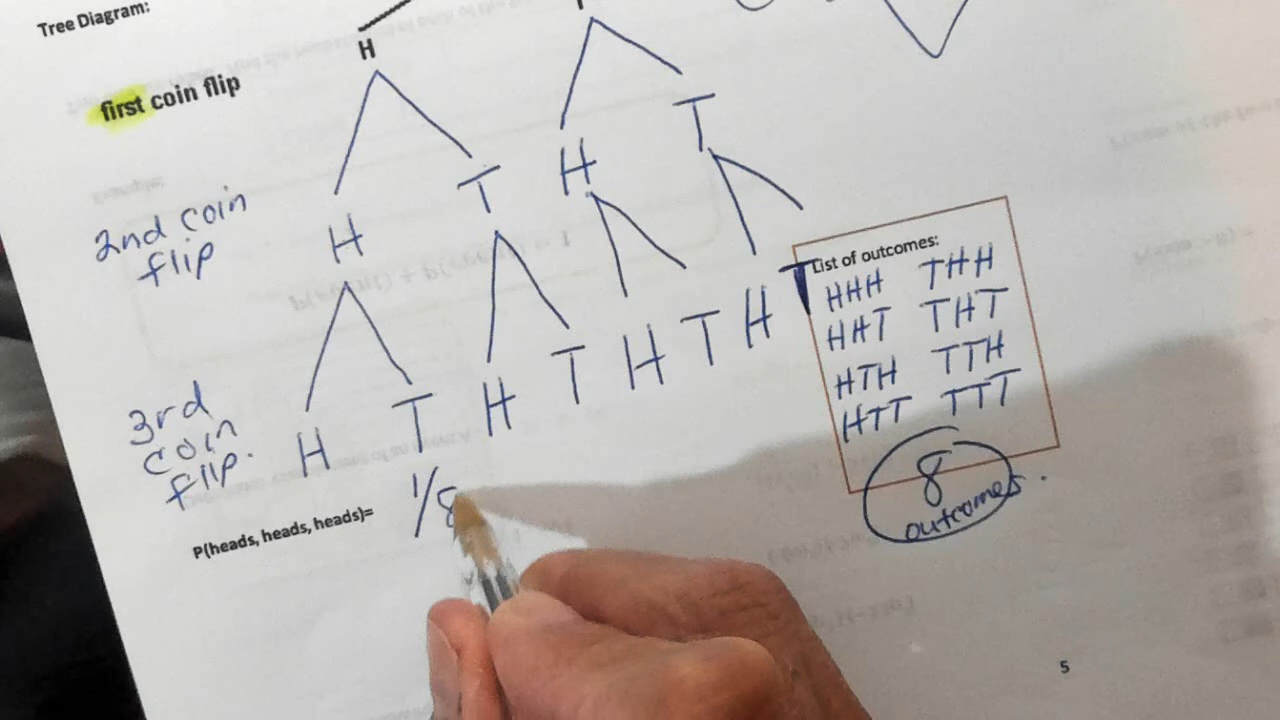 Tree Diagram:
H
first coin flip
T
H
2nd coin
flip
T
H
List of outcomes:
HHH THH
HHT THT
HTH TTH
HTT TTT
8
outcomes.
3rd
coin
flip.
H T H T H T H T
P(heads, heads, heads)= 1/8
5